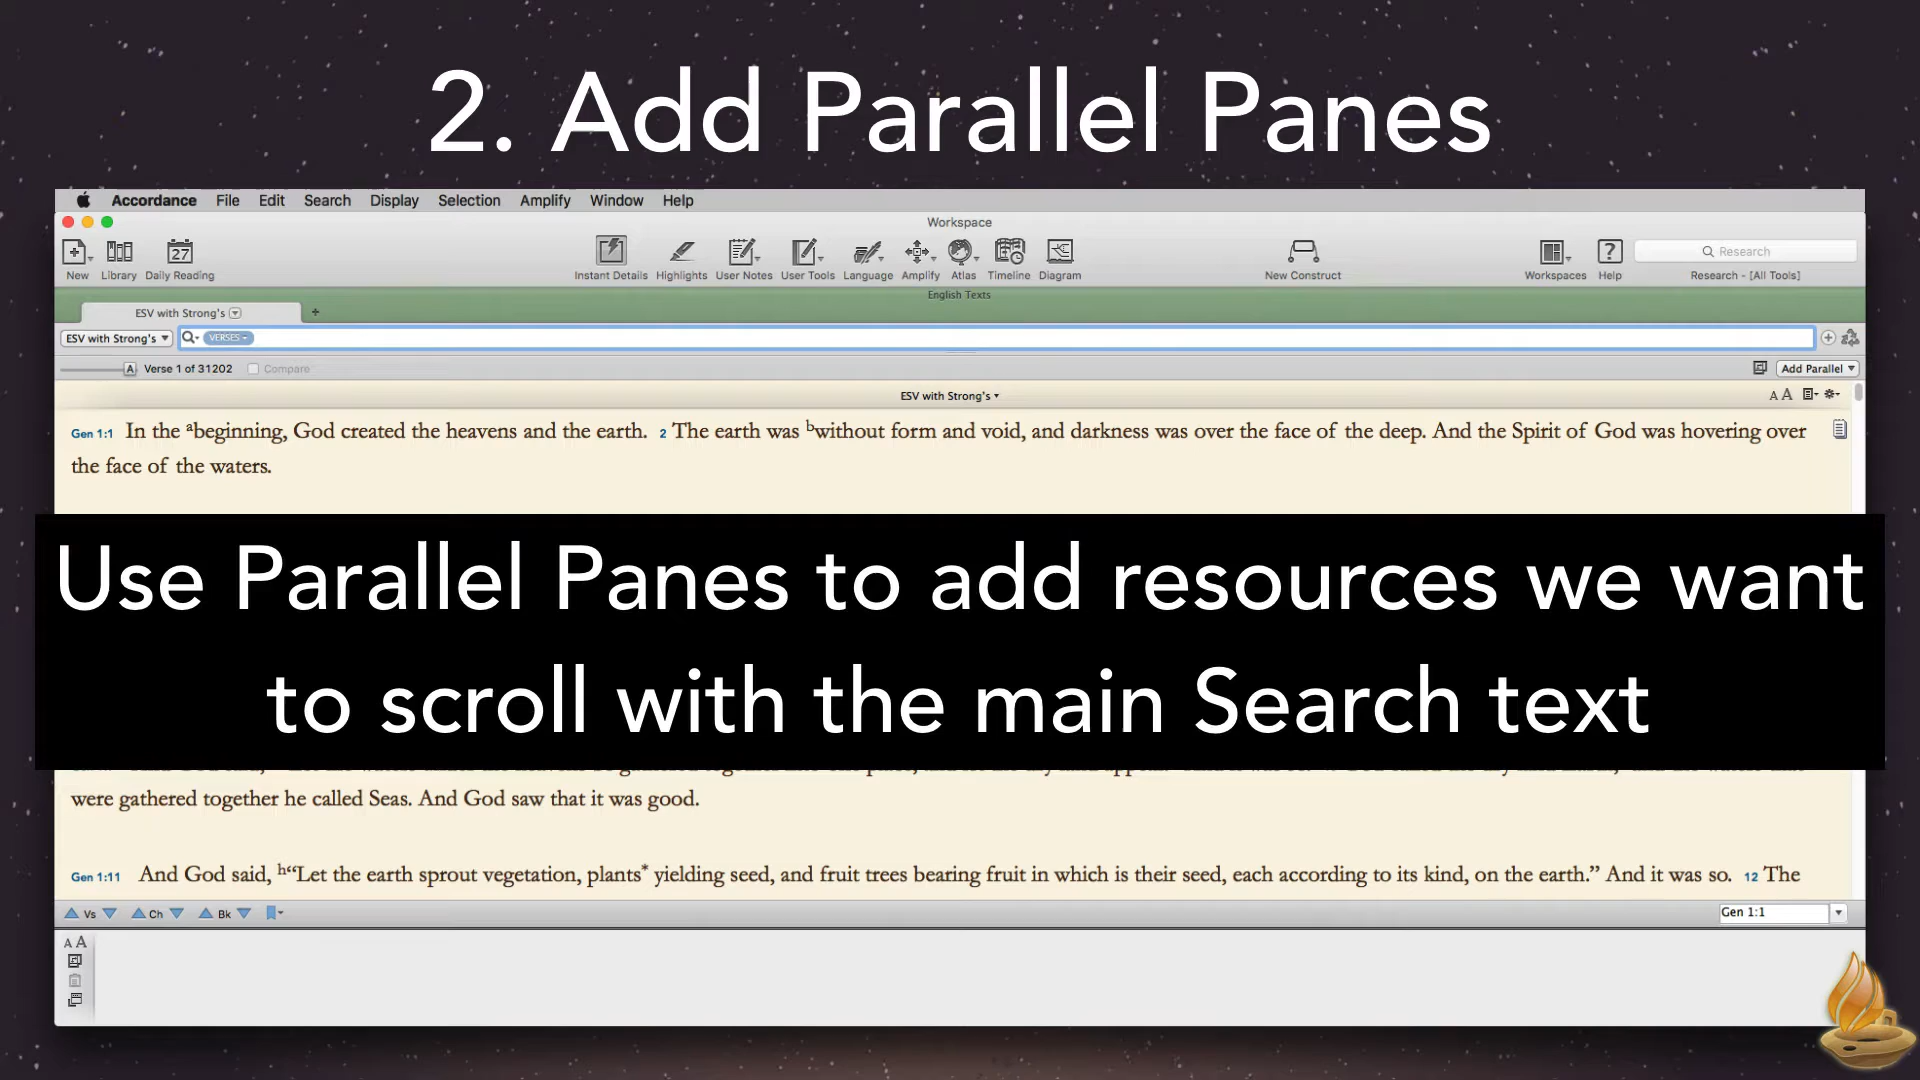 2. Add Parallel Panes
Accordance File Edit Search Display Selection Amplify Window Help
Workspace
27
?
Research
New Library Daily Reading Instant Details Highlights User Notes User Tools Language Amplify Atlas Timeline Diagram New Construct Workspaces Help Research - [All Tools]
English Texts
ESV with Strong's +
ESV with Strong's VERSES
A Verse 1 of 31202 Compare Add Parallel
ESV with Strong's A A
Gen 1:1 In the ᵃbeginning, God created the heavens and the earth. 2 The earth was ᵇwithout form and void, and darkness was over the face of the deep. And the Spirit of God was hovering over
the face of the waters.
Use Parallel Panes to add resources we want
to scroll with the main Search text
were gathered together he called Seas. And God saw that it was good.
Gen 1:11 And God said, ʰ“Let the earth sprout vegetation, plants* yielding seed, and fruit trees bearing fruit in which is their seed, each according to its kind, on the earth.” And it was so. 12 The
Vs Ch Bk Gen 1:1
A A